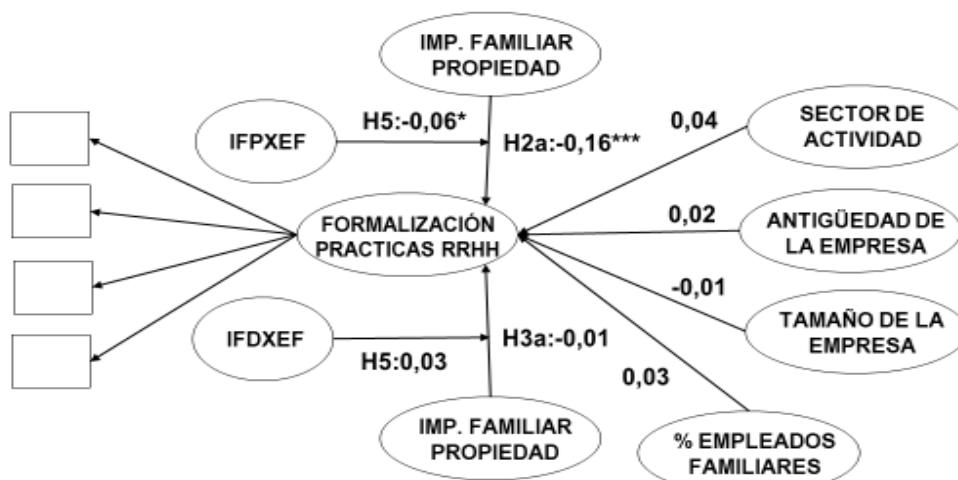 IMP. FAMILIAR
PROPIEDAD
H5:-0,06*
IFPXEF
H2a:-0,16***
0,04
SECTOR DE
ACTIVIDAD
FORMALIZACIÓN
PRACTICAS RRHH
0,02
ANTIGÜEDAD DE
LA EMPRESA
-0,01
TAMAÑO DE LA
EMPRESA
IFDXEF
H5:0,03
H3a:-0,01
0,03
IMP. FAMILIAR
PROPIEDAD
% EMPLEADOS
FAMILIARES